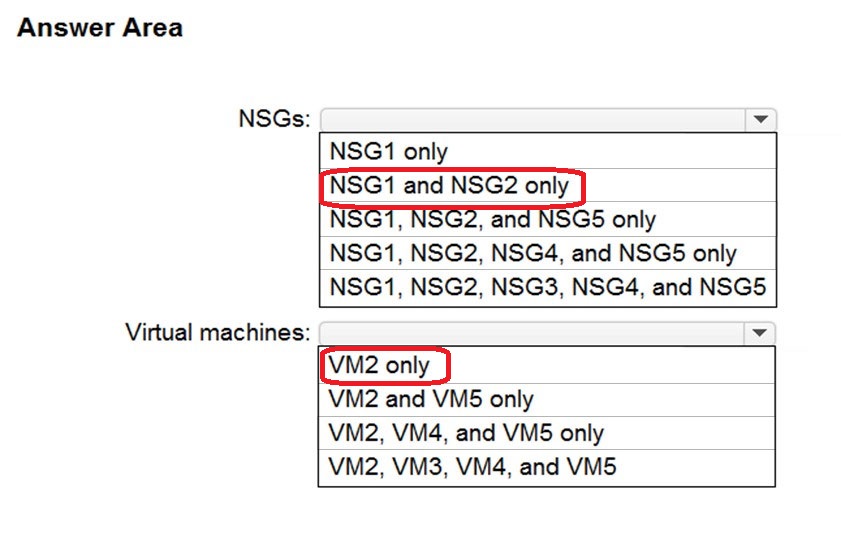 Answer Area
NSGs:
NSG1 only
NSG1 and NSG2 only
NSG1, NSG2, and NSG5 only
NSG1, NSG2, NSG4, and NSG5 only
NSG1, NSG2, NSG3, NSG4, and NSG5
Virtual machines:
VM2 only
VM2 and VM5 only
VM2, VM4, and VM5 only
VM2, VM3, VM4, and VM5